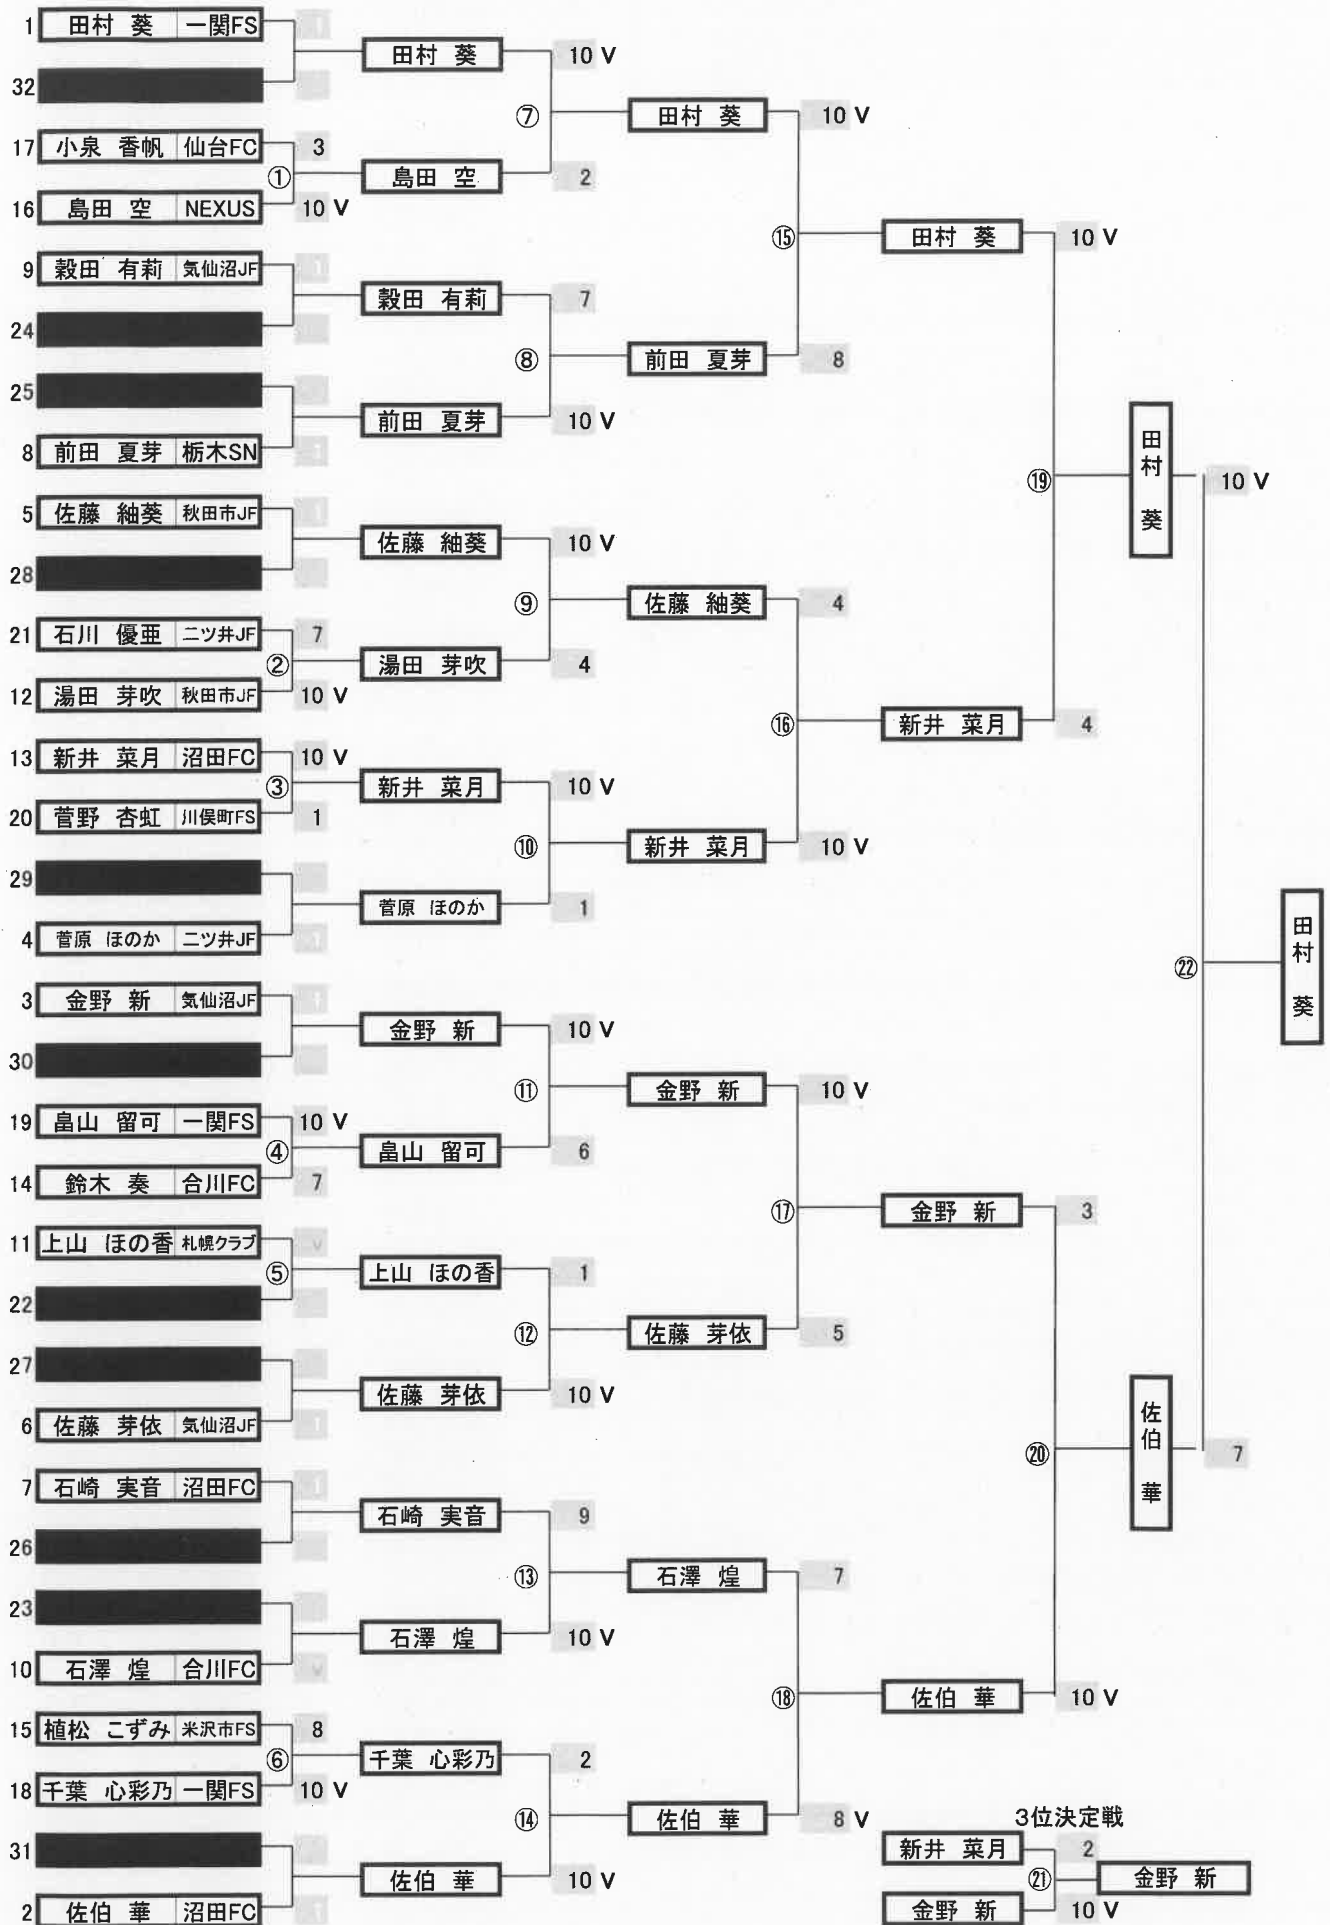 1 田村 葵 一関FS
田村 葵 10 V
32
⑦ 田村 葵 10 V
17 小泉 香帆 仙台FC 3
① 島田 空 2
16 島田 空 NEXUS 10 V
⑮ 田村 葵 10 V
9 穀田 有莉 気仙沼JF
穀田 有莉 7
24
⑧ 前田 夏芽 8
25
前田 夏芽 10 V
8 前田 夏芽 栃木SN
⑲ 田村 葵 10 V
5 佐藤 紬葵 秋田市JF
佐藤 紬葵 10 V
28
⑨ 佐藤 紬葵 4
21 石川 優亜 二ツ井JF 7
② 湯田 芽吹 4
12 湯田 芽吹 秋田市JF 10 V
⑯ 新井 菜月 4
13 新井 菜月 沼田FC 10 V
③ 新井 菜月 10 V
20 菅野 杏虹 川俣町FS 1
⑩ 新井 菜月 10 V
29
菅原 ほのか 1
4 菅原 ほのか 二ツ井JF
㉒ 田村 葵
3 金野 新 気仙沼JF
金野 新 10 V
30
⑪ 金野 新 10 V
19 畠山 留可 一関FS 10 V
④ 畠山 留可 6
14 鈴木 奏 合川FC 7
⑰ 金野 新 3
11 上山 ほの香 札幌クラブ V
⑤ 上山 ほの香 1
22
⑫ 佐藤 芽依 5
27
佐藤 芽依 10 V
6 佐藤 芽依 気仙沼JF
⑳ 佐伯 華 7
7 石崎 実音 沼田FC
石崎 実音 9
26
⑬ 石澤 煌 7
23
石澤 煌 10 V
10 石澤 煌 合川FC V
⑱ 佐伯 華 10 V
15 植松 こずみ 米沢市FS 8
⑥ 千葉 心彩乃 2
18 千葉 心彩乃 一関FS 10 V
⑭ 佐伯 華 8 V
31
佐伯 華 10 V
2 佐伯 華 沼田FC
3位決定戦
新井 菜月 2
㉑ 金野 新
金野 新 10 V